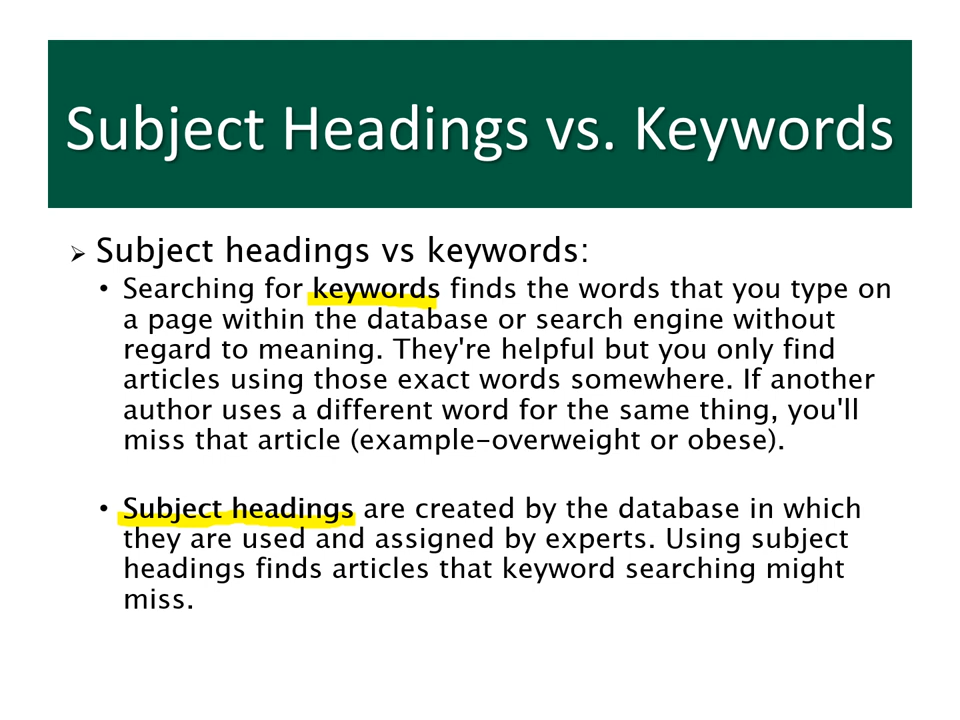 Subject Headings vs. Keywords
➢ Subject headings vs keywords:
• Searching for keywords finds the words that you type on
a page within the database or search engine without
regard to meaning. They're helpful but you only find
articles using those exact words somewhere. If another
author uses a different word for the same thing, you'll
miss that article (example–overweight or obese).
• Subject headings are created by the database in which
they are used and assigned by experts. Using subject
headings finds articles that keyword searching might
miss.